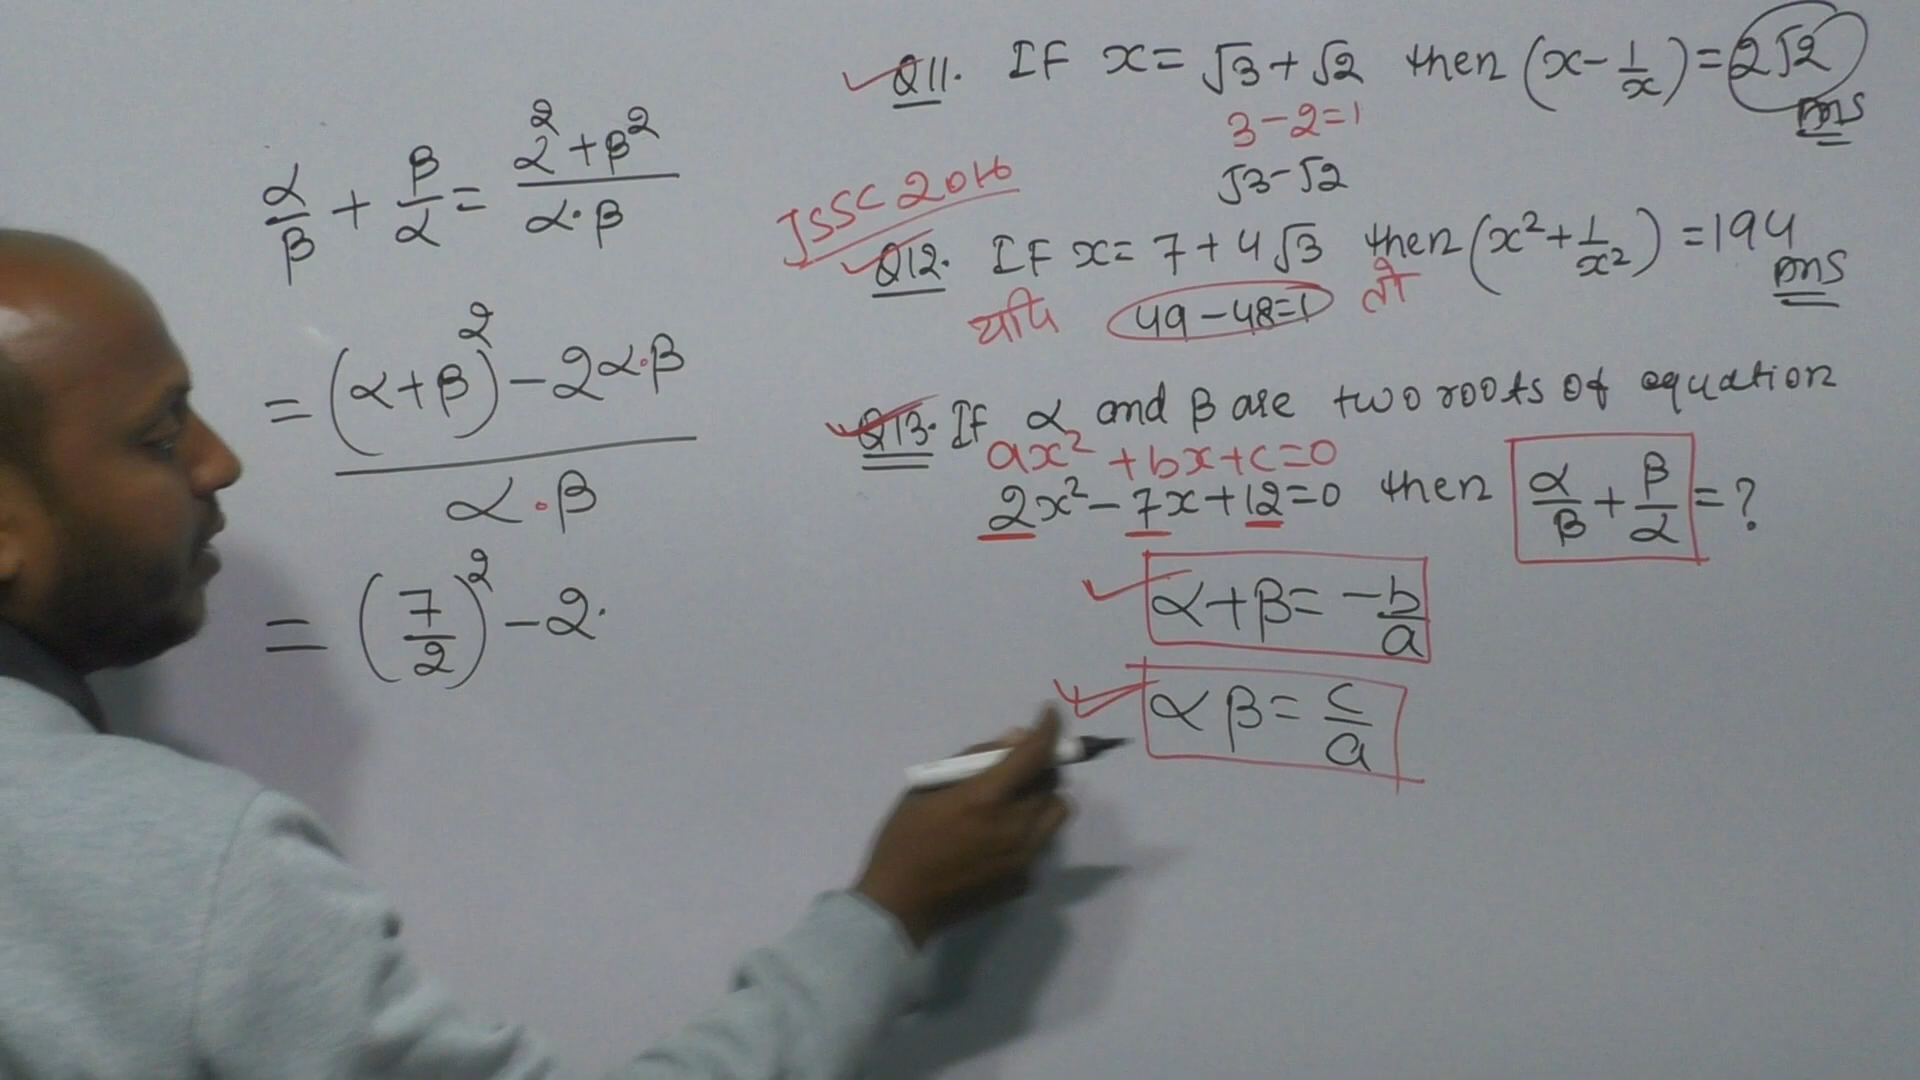 α/β + β/α = α²+β²/α·β
= (α+β)²-2α·β/α·β
= (7/2)²-2·
Q11. If x = √3+√2 then (x-1/x)=2√2
Ans
3-2=1
√3-√2
JSSC 2016
Q12. If x = 7+4√3 then (x²+1/x²)=194
Ans
यदि 49-48=1 तो
Q13. If α and β are two roots of equation
ax²+bx+c=0
2x²-7x+12=0 then α/β + β/α = ?
α+β = -b/a
αβ = c/a